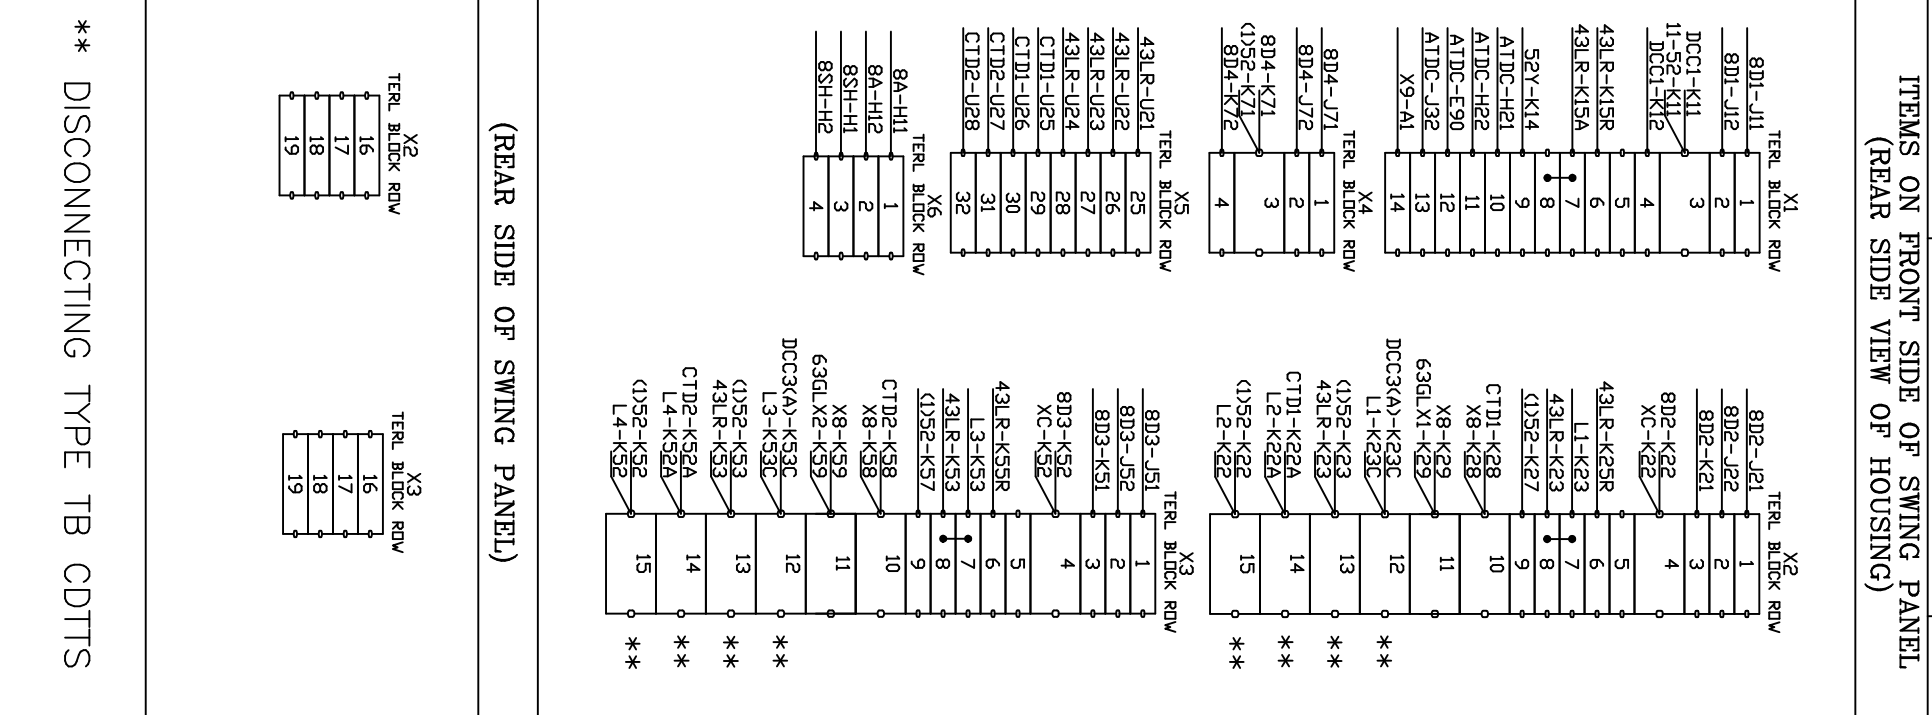 ITEMS ON FRONT SIDE OF SWING PANEL
(REAR SIDE VIEW OF HOUSING)
X1
TERL BLOCK ROW
8D1-J11
1
8D1-J12
2
DCC1-K11
11-52-K11
3
DCC1-K12
4
5
43LR-K15R
6
43LR-K15A
7
8
52Y-K14
9
ATDC-H21
10
ATDC-H22
11
ATDC-E90
12
ATDC-J32
13
X9-A1
14
X4
TERL BLOCK ROW
8D4-J71
1
8D4-J72
2
8D4-K71
(1)52-K71
3
8D4-K72
4
X5
TERL BLOCK ROW
43LR-U21
25
43LR-U22
26
43LR-U23
27
43LR-U24
28
CTD1-U25
29
CTD1-U26
30
CTD2-U27
31
CTD2-U28
32
X6
TERL BLOCK ROW
8A-H11
1
8A-H12
2
8SH-H1
3
8SH-H2
4
X2
TERL BLOCK ROW
8D2-J21
1
8D2-J22
2
8D2-K21
3
8D2-K22
XC-K22
4
5
43LR-K25R
6
L1-K23
7
43LR-K23
8
(1)52-K27
9
CTD1-K28
X8-K28
10
X8-K29
63GLX1-K29
11
DCC3(A)-K23C
L1-K23C
12
**
(1)52-K23
43LR-K23
13
**
CTD1-K22A
L2-K22A
14
**
(1)52-K22
L2-K22
15
**
X3
TERL BLOCK ROW
8D3-J51
1
8D3-J52
2
8D3-K51
3
8D3-K52
XC-K52
4
5
43LR-K55R
6
L3-K53
7
43LR-K53
8
(1)52-K57
9
CTD2-K58
X8-K58
10
X8-K59
63GLX2-K59
11
DCC3(A)-K53C
L3-K53C
12
**
(1)52-K53
43LR-K53
13
**
CTD2-K52A
L4-K52A
14
**
(1)52-K52
L4-K52
15
**
(REAR SIDE OF SWING PANEL)
X2
TERL BLOCK ROW
16
17
18
19
X3
TERL BLOCK ROW
16
17
18
19
** DISCONNECTING TYPE TB CDTTS